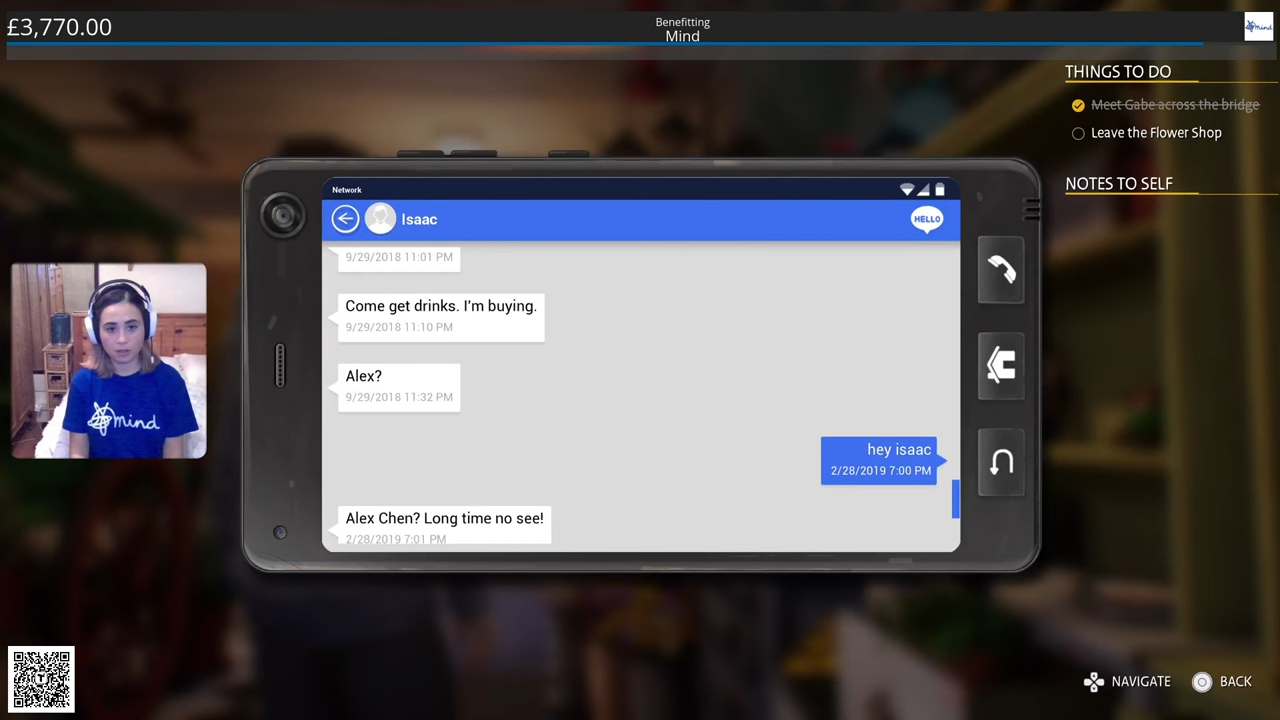 £3,770.00
Benefitting
Mind
mind
THINGS TO DO
Meet Gabe across the bridge
Leave the Flower Shop
NOTES TO SELF
Network
Isaac
HELLO
9/29/2018 11:01 PM
Come get drinks. I'm buying.
9/29/2018 11:10 PM
Alex?
9/29/2018 11:32 PM
hey isaac
2/28/2019 7:00 PM
Alex Chen? Long time no see!
2/28/2019 7:01 PM
mind
T
NAVIGATE
BACK